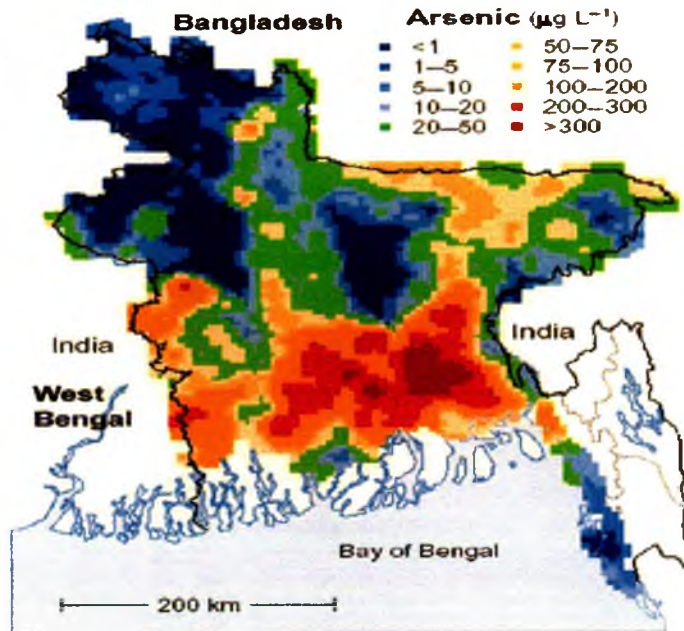 Bangladesh
Arsenic (µg L⁻¹)
<1
1–5
5–10
10–20
20–50
50–75
75–100
100–200
200–300
>300
India
West
Bengal
India
Bay of Bengal
200 km